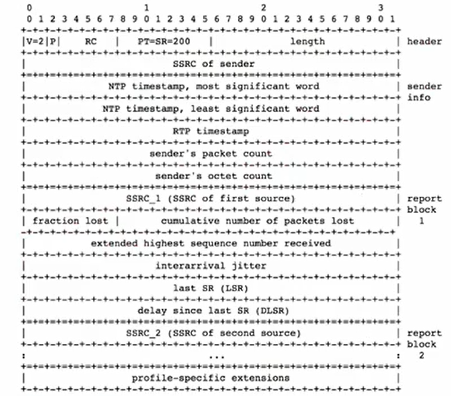 0                   1                   2                   3
0 1 2 3 4 5 6 7 8 9 0 1 2 3 4 5 6 7 8 9 0 1 2 3 4 5 6 7 8 9 0 1
|V=2|P| RC | PT=SR=200 | length | header
| SSRC of sender |
| NTP timestamp, most significant word | sender
| NTP timestamp, least significant word | info
| RTP timestamp |
| sender's packet count |
| sender's octet count |
| SSRC_1 (SSRC of first source) | report
| fraction lost | cumulative number of packets lost | block 1
| extended highest sequence number received |
| interarrival jitter |
| last SR (LSR) |
| delay since last SR (DLSR) |
| SSRC_2 (SSRC of second source) | report
: ... : block 2
| profile-specific extensions |